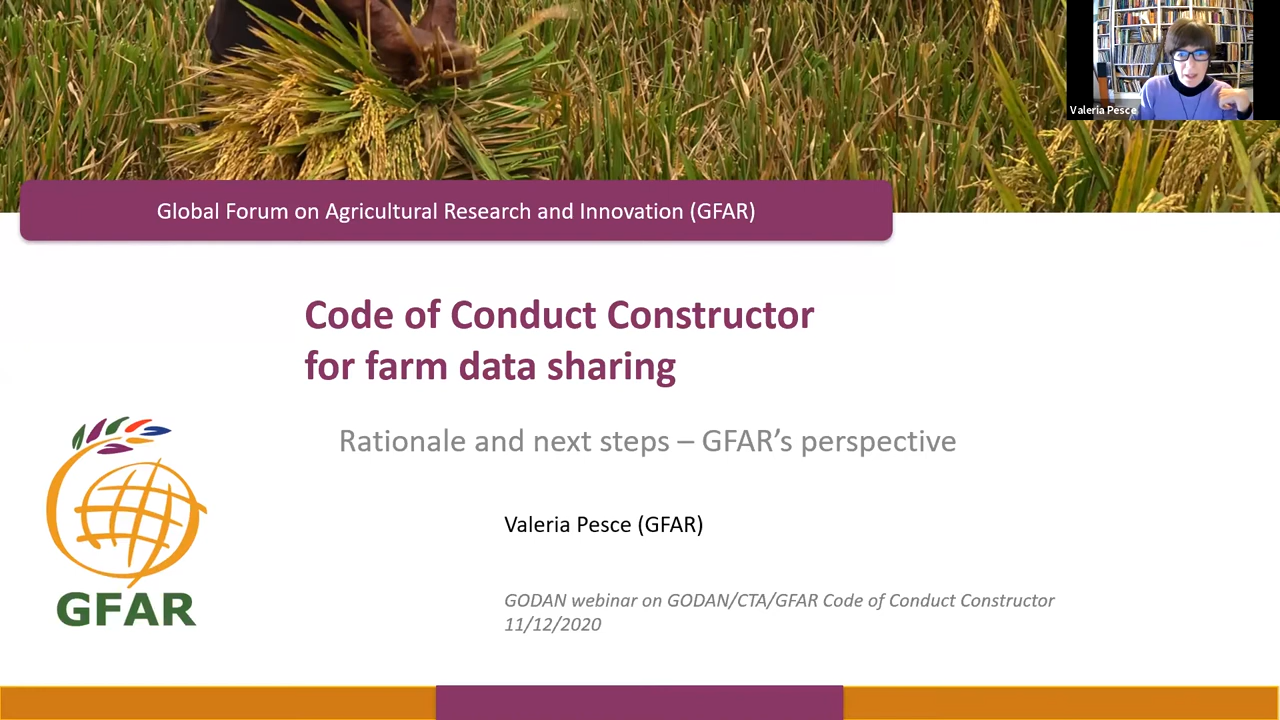 Valeria Pesce
Global Forum on Agricultural Research and Innovation (GFAR)
Code of Conduct Constructor
for farm data sharing
Rationale and next steps – GFAR’s perspective
Valeria Pesce (GFAR)
GFAR
GODAN webinar on GODAN/CTA/GFAR Code of Conduct Constructor
11/12/2020